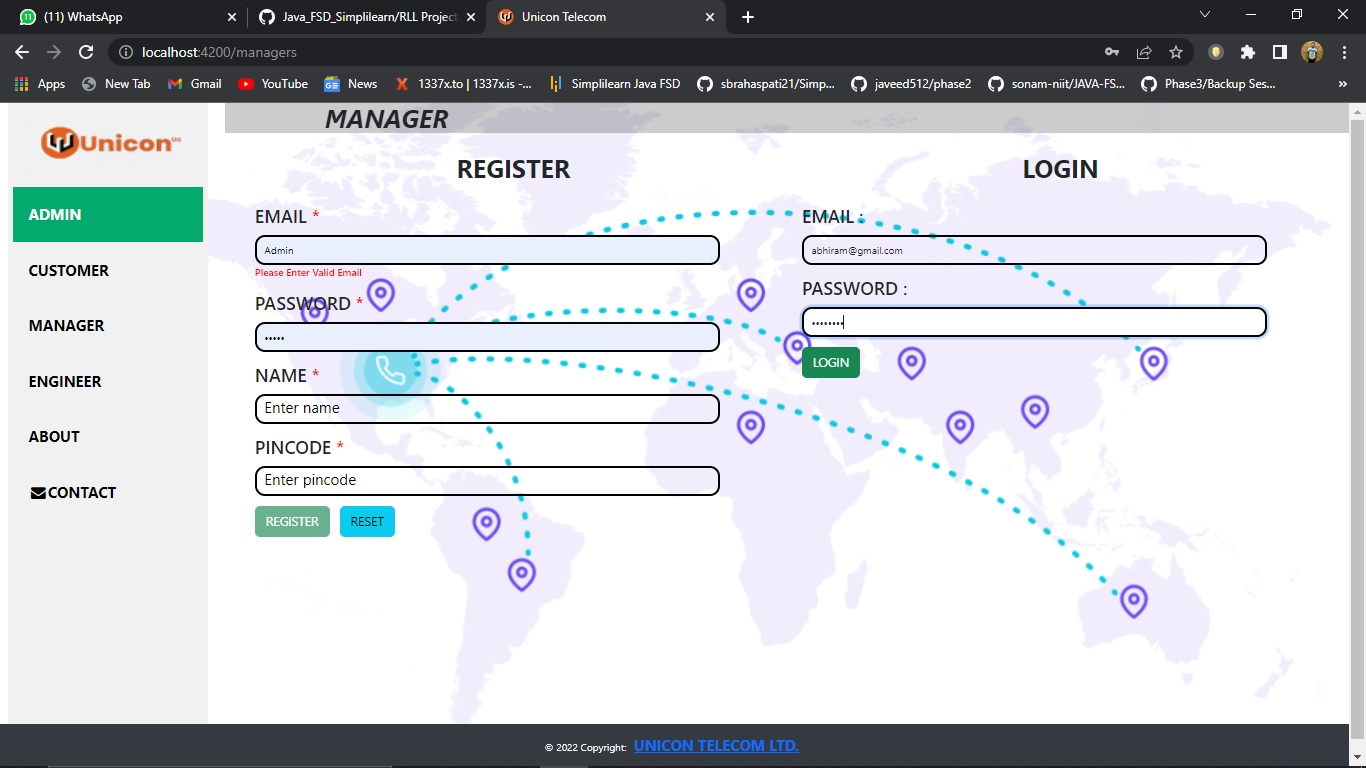 (11) WhatsApp
Java_FSD_Simplilearn/RLL Project
Unicon Telecom
localhost:4200/managers
Apps
New Tab
Gmail
YouTube
News
1337x.to | 1337x.is -...
Simplilearn Java FSD
sbrahaspati21/Simp...
javeed512/phase2
sonam-niit/JAVA-FS...
Phase3/Backup Ses...
»
Unicon
ADMIN
CUSTOMER
MANAGER
ENGINEER
ABOUT
CONTACT
MANAGER
REGISTER
EMAIL *
Admin
Please Enter Valid Email
PASSWORD *
•••••
NAME *
Enter name
PINCODE *
Enter pincode
REGISTER RESET
LOGIN
EMAIL :
abhiram@gmail.com
PASSWORD :
••••••••
LOGIN
© 2022 Copyright: UNICON TELECOM LTD.